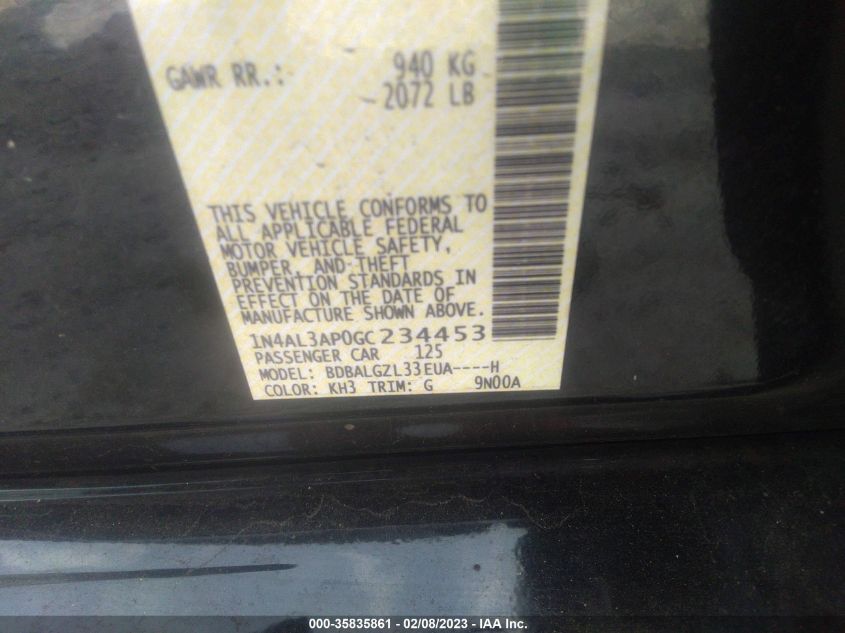 GAWR RR.: 940 KG
2072 LB
THIS VEHICLE CONFORMS TO
ALL APPLICABLE FEDERAL
MOTOR VEHICLE SAFETY,
BUMPER, AND THEFT
PREVENTION STANDARDS IN
EFFECT ON THE DATE OF
MANUFACTURE SHOWN ABOVE.
1N4AL3AP0GC234453
PASSENGER CAR 125
MODEL: BDBALGZL33EUA----H
COLOR: KH3 TRIM: G 9N00A
000-35835861 - 02/08/2023 - IAA Inc.